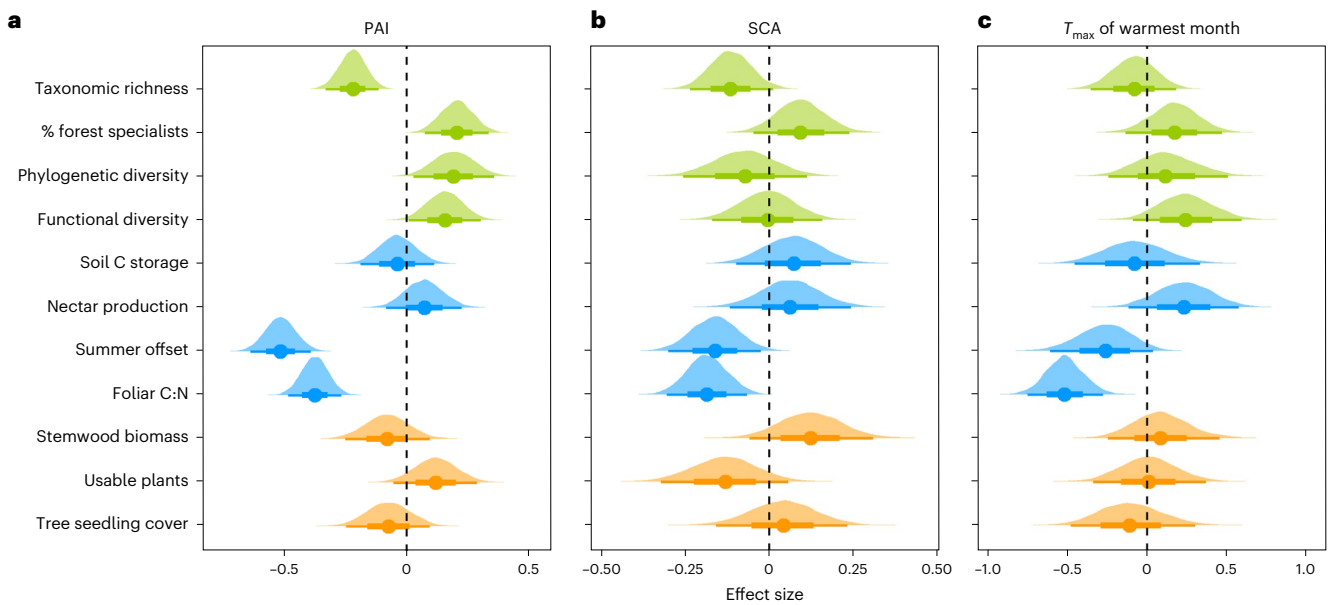 a PAI
b SCA
c Tmax of warmest month
Taxonomic richness
% forest specialists
Phylogenetic diversity
Functional diversity
Soil C storage
Nectar production
Summer offset
Foliar C:N
Stemwood biomass
Usable plants
Tree seedling cover
−0.5 0 0.5
−0.50 −0.25 0 0.25 0.50
−1.0 −0.5 0 0.5 1.0
Effect size